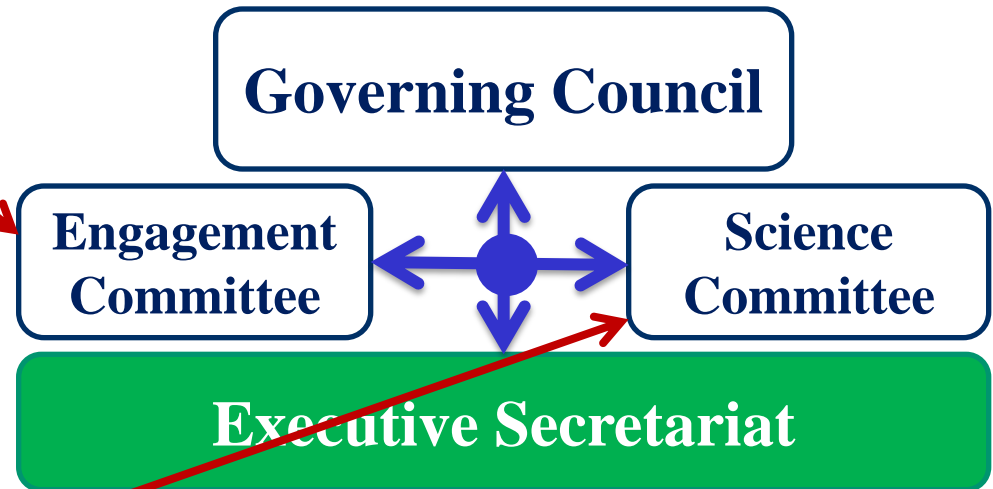 Governing Council
Engagement
Committee
Science
Committee
Executive Secretariat